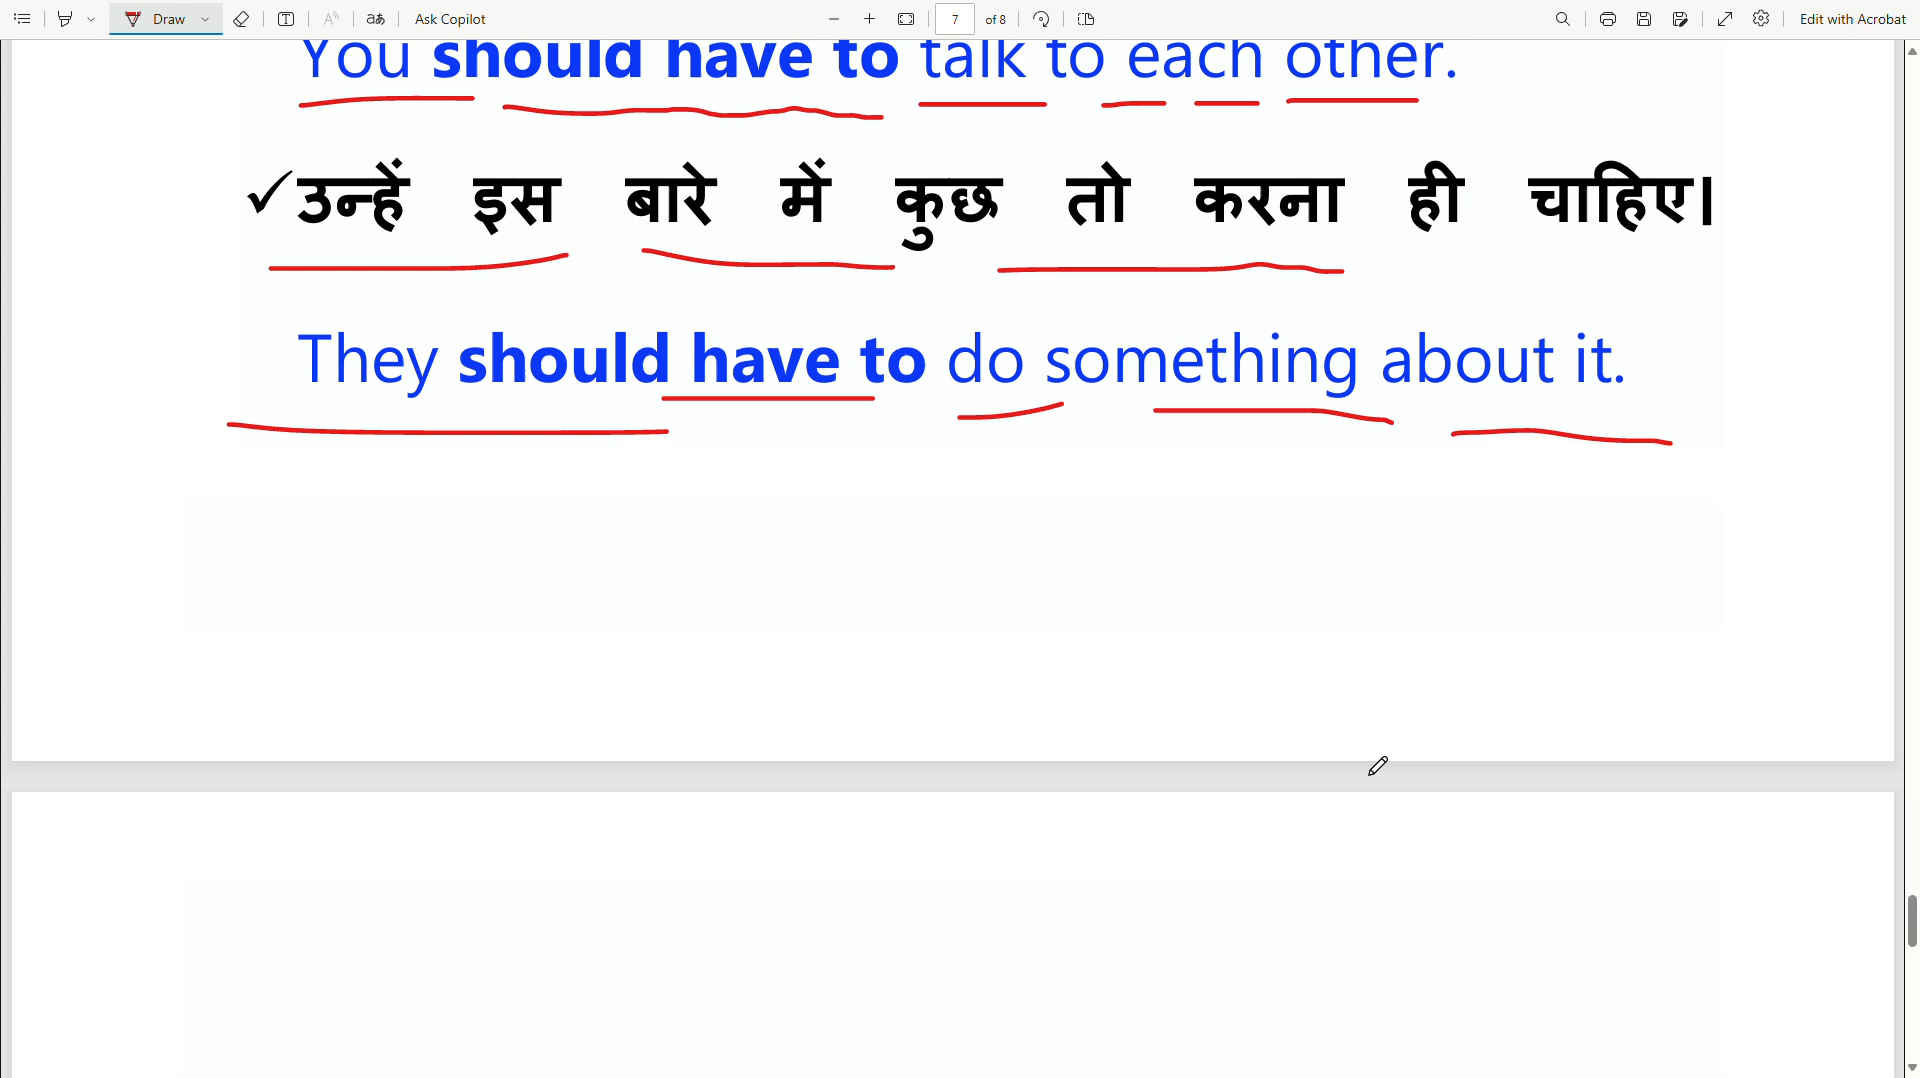 Draw Ask Copilot 7 of 8 Edit with Acrobat
You should have to talk to each other.
✓उन्हें इस बारे में कुछ तो करना ही चाहिए।
They should have to do something about it.